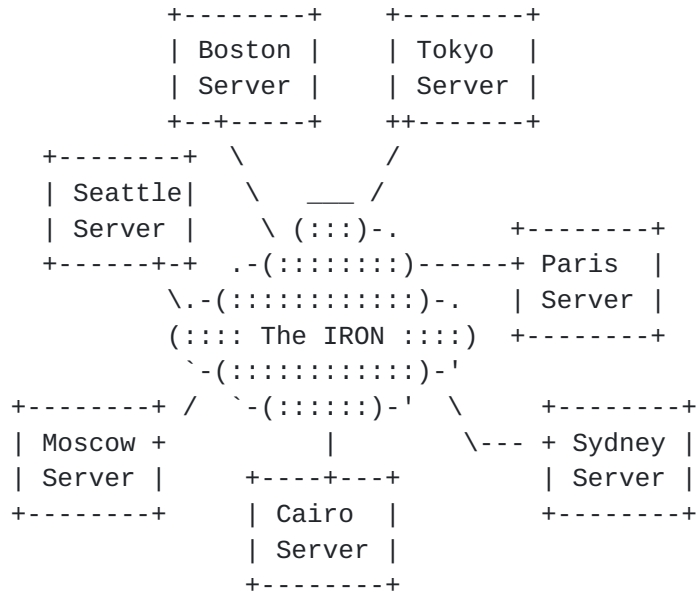 Boston
Server
Tokyo
Server
Seattle
Server
Paris
Server
The IRON
Moscow
Server
Sydney
Server
Cairo
Server